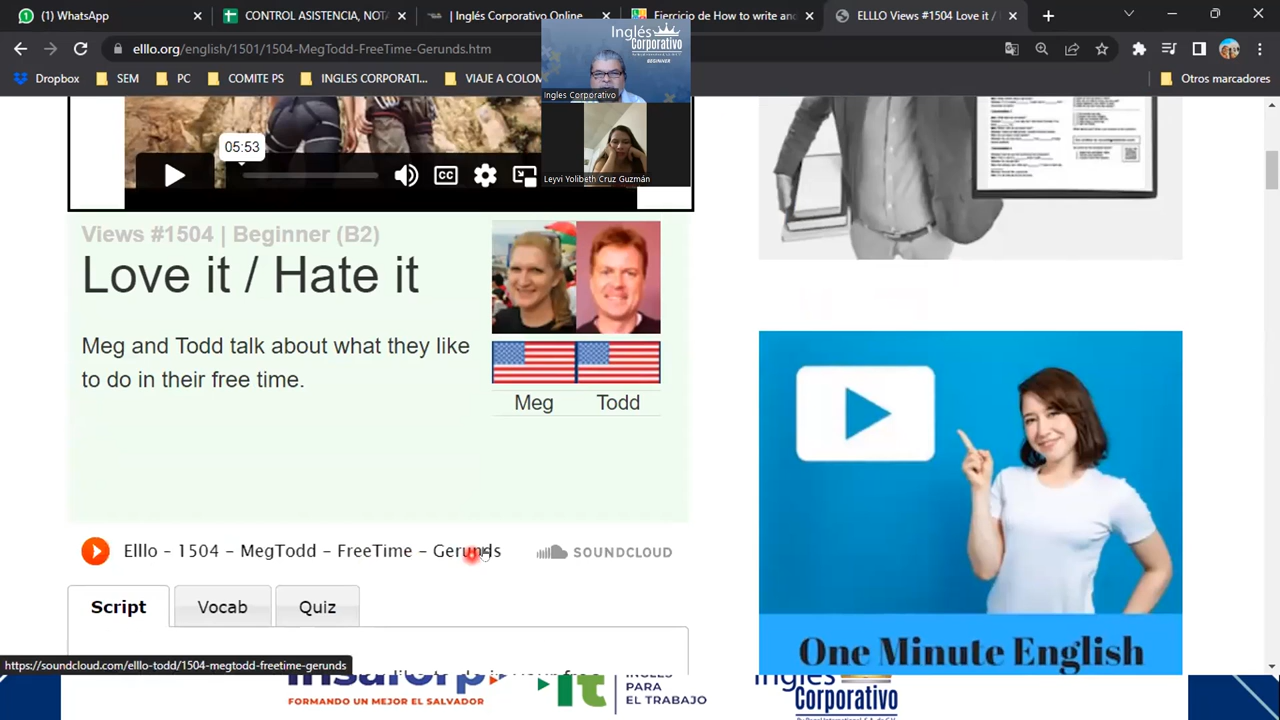 WhatsApp
CONTROL ASISTENCIA, NOTA
Inglés Corporativo
Ejercicio de How to write and
ELLLO Views #1504 Love it /
elllo.org/english/1501/1504-MegTodd-Free-Time-Gerunds.htm
Dropbox
SEM
PC
COMITE PS
INGLES CORPORATI...
VIAJE A COLOM
Otros marcadores
Inglés
Corporativo
BEGINNER
Ingles Corporativo
Leyvi Yolibeth Cruz Guzmán
05:53
Views #1504 | Beginner (B2)
Love it / Hate it
Meg and Todd talk about what they like
to do in their free time.
Meg
Todd
Elllo - 1504 - MegTodd - FreeTime - Gerunds
SOUNDCLOUD
Script
Vocab
Quiz
One Minute English
https://soundcloud.com/elllo-todd/1504-megtodd-freetime-gerunds
FORMANDO UN MEJOR EL SALVADOR
it
INGLÉS
PARA
EL TRABAJO
Inglés
Corporativo